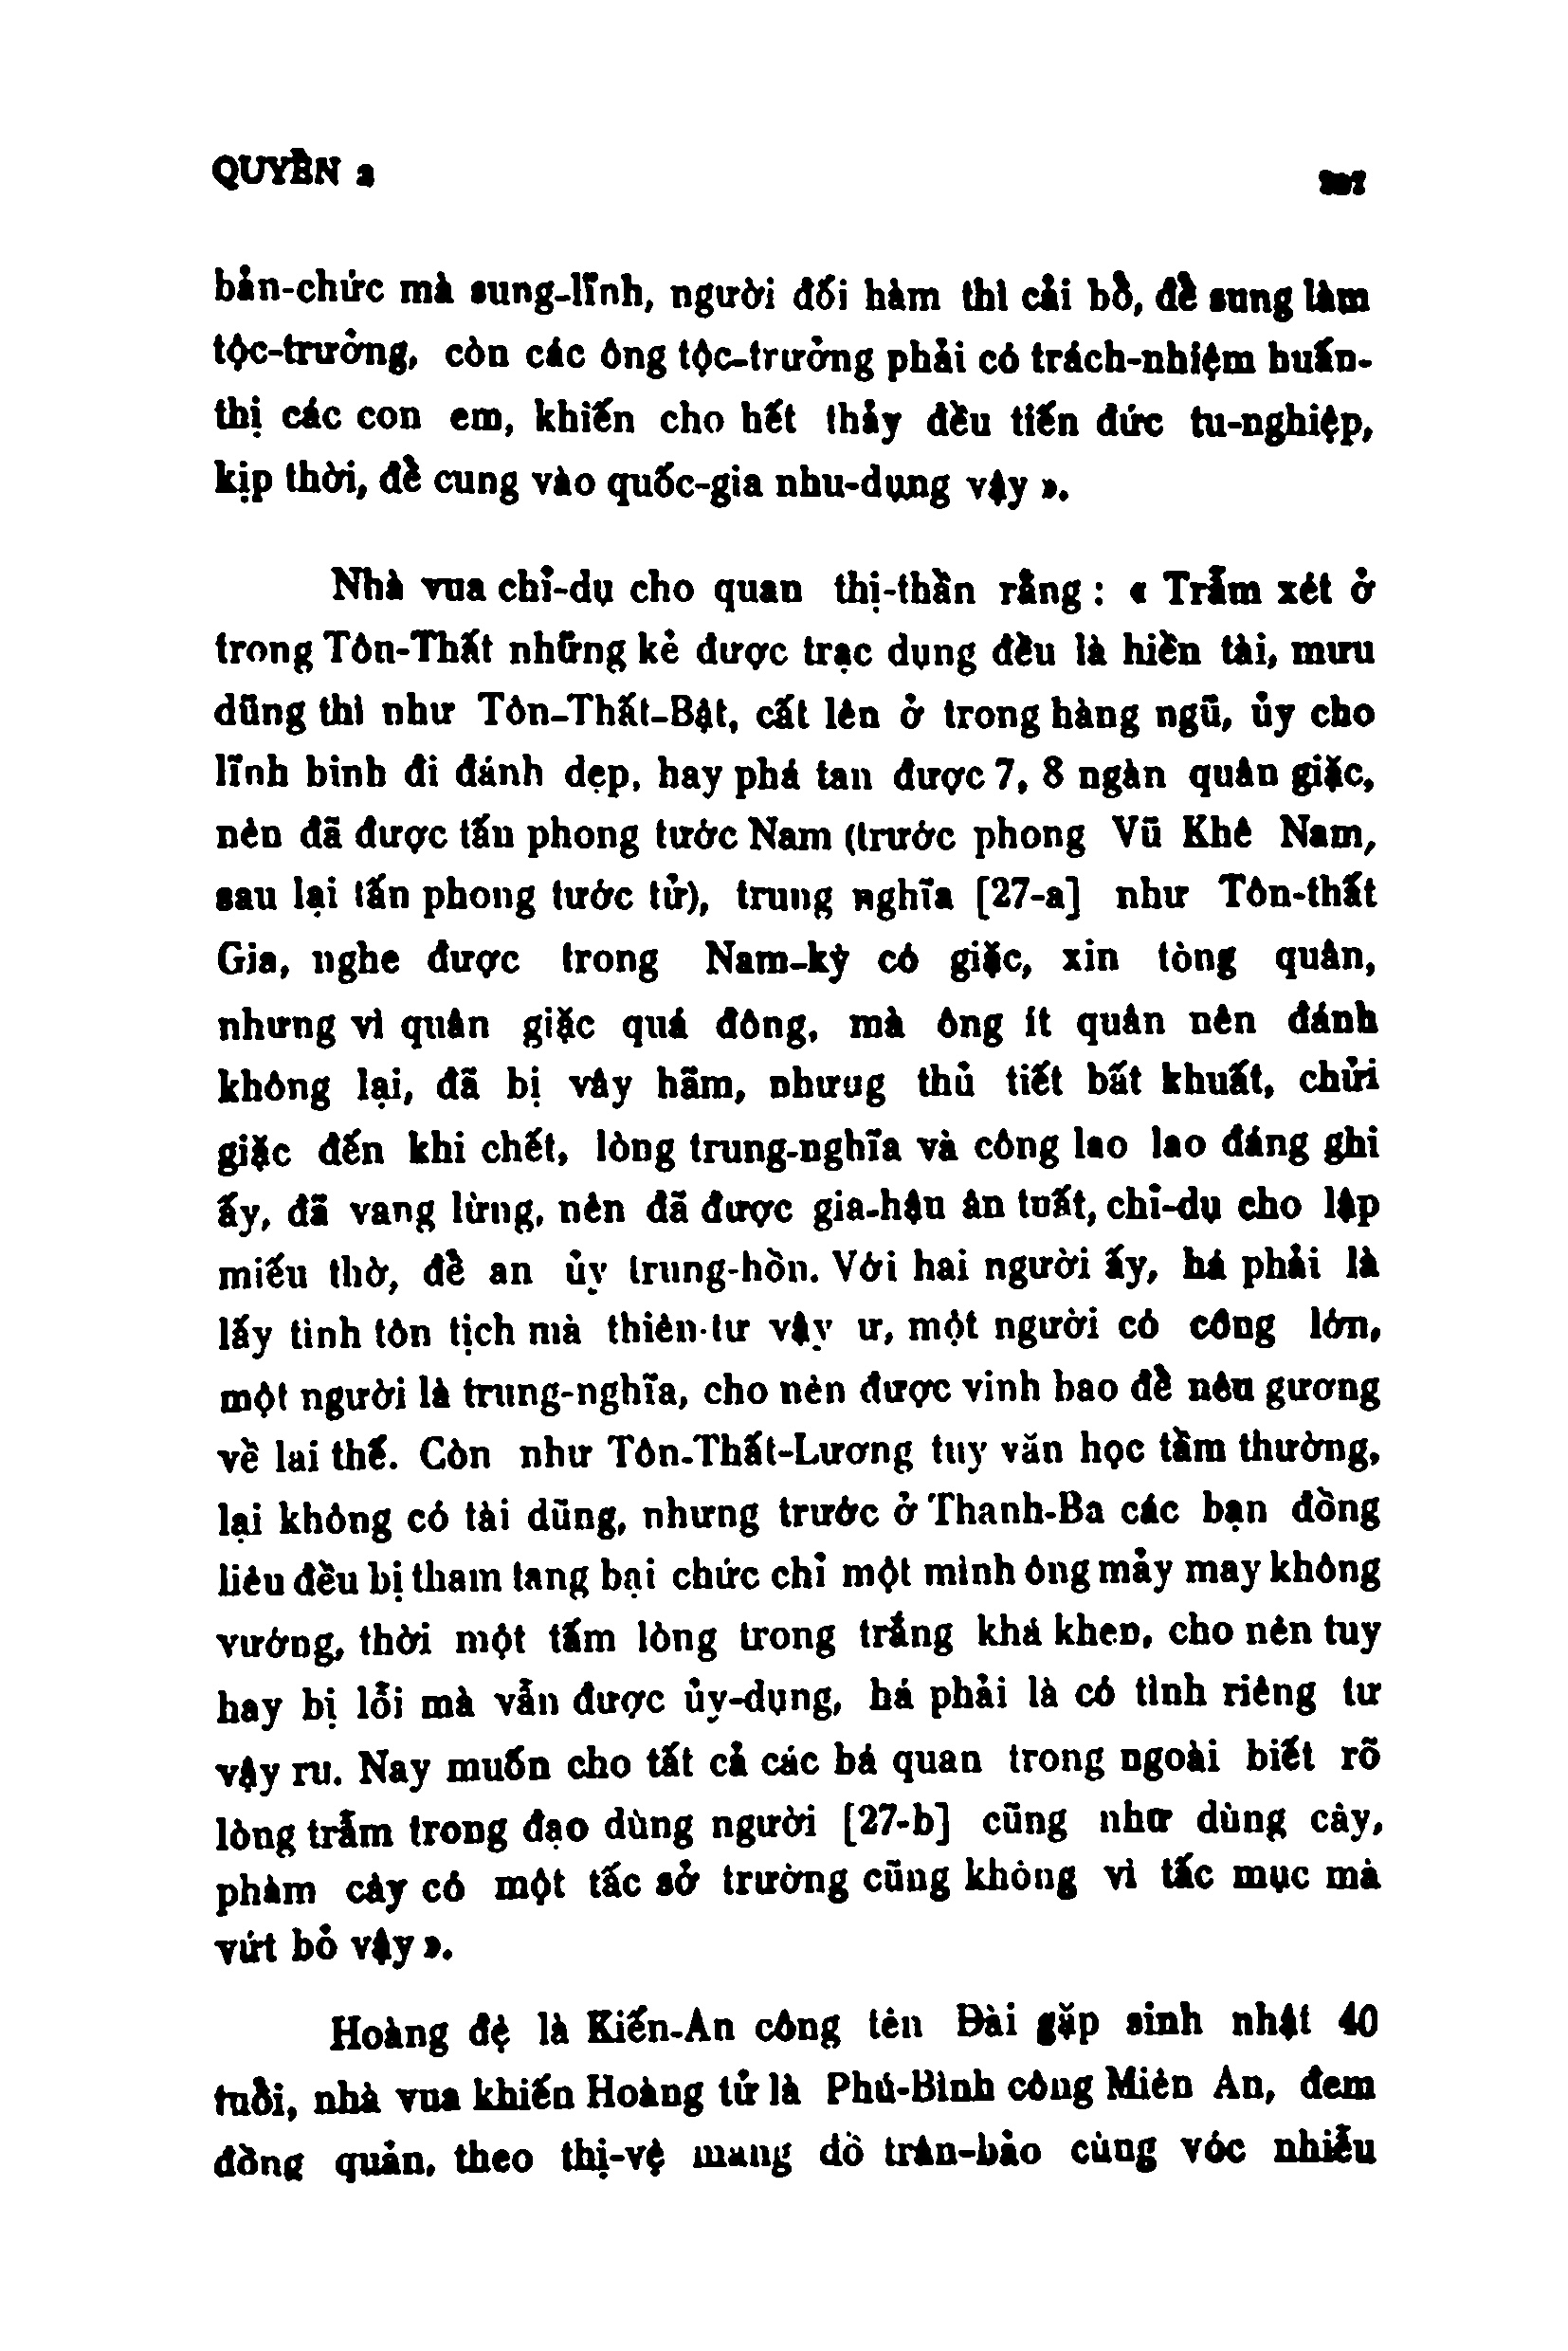 QUYỀN 2
bản-chức mà sung-lĩnh, người đối hàm thì cải bổ, để sung làm
tộc-trưởng, còn các ông tộc-trưởng phải có trách-nhiệm huấn-
thị các con em, khiến cho hết thảy đều tiến đức tu-nghiệp,
kịp thời, để cung vào quốc-gia nhu-dụng vậy ».
Nhà vua chỉ-dụ cho quan thị-thần rằng : « Trẫm xét ở
trong Tôn-Thất những kẻ được trạc dụng đều là hiền tài, mưu
dũng thì như Tôn-Thất-Bật, cất lên ở trong hàng ngũ, ủy cho
lĩnh binh đi đánh dẹp, hay phá tan được 7, 8 ngàn quân giặc,
nên đã được tấn phong tước Nam (trước phong Vũ Khê Nam,
sau lại tấn phong tước tử), trung nghĩa [27-a] như Tôn-thất
Gia, nghe được trong Nam-kỳ có giặc, xin tòng quân,
nhưng vì quân giặc quá đông, mà ông ít quân nên đánh
không lại, đã bị vây hãm, nhưug thủ tiết bất khuất, chửi
giặc đến khi chết, lòng trung-nghĩa và công lao lao đáng ghi
ấy, đã vang lừng, nên đã được gia-hậu ân tuất, chỉ-dụ cho lập
miếu thờ, để an ủy trung-hồn. Với hai người ấy, há phải là
lấy tình tôn tịch mà thiên-tư vậy ư, một người có công lớn,
một người là trung-nghĩa, cho nên được vinh bao để nêu gương
về lai thế. Còn như Tôn-Thất-Lương tuy văn học tầm thường,
lại không có tài dũng, nhưng trước ở Thanh-Ba các bạn đồng
liêu đều bị tham tang bại chức chỉ một mình ông mảy may không
vướng, thời một tấm lòng trong trắng khá khen, cho nên tuy
hay bị lỗi mà vẫn được ủy-dụng, há phải là có tình riêng tư
vậy ru. Nay muốn cho tất cả các bá quan trong ngoài biết rõ
lòng trẫm trong đạo dùng người [27-b] cũng như dùng cây,
phàm cây có một tấc sở trường cũng không vì tấc mục mà
vứt bỏ vậy ».
Hoàng đệ là Kiến-An công tên Đài gặp sinh nhật 40
tuổi, nhà vua khiến Hoàng tử là Phú-Bình công Miên An, đem
đồng quản, theo thị-vệ mang đồ trân-bảo cùng vóc nhiễu